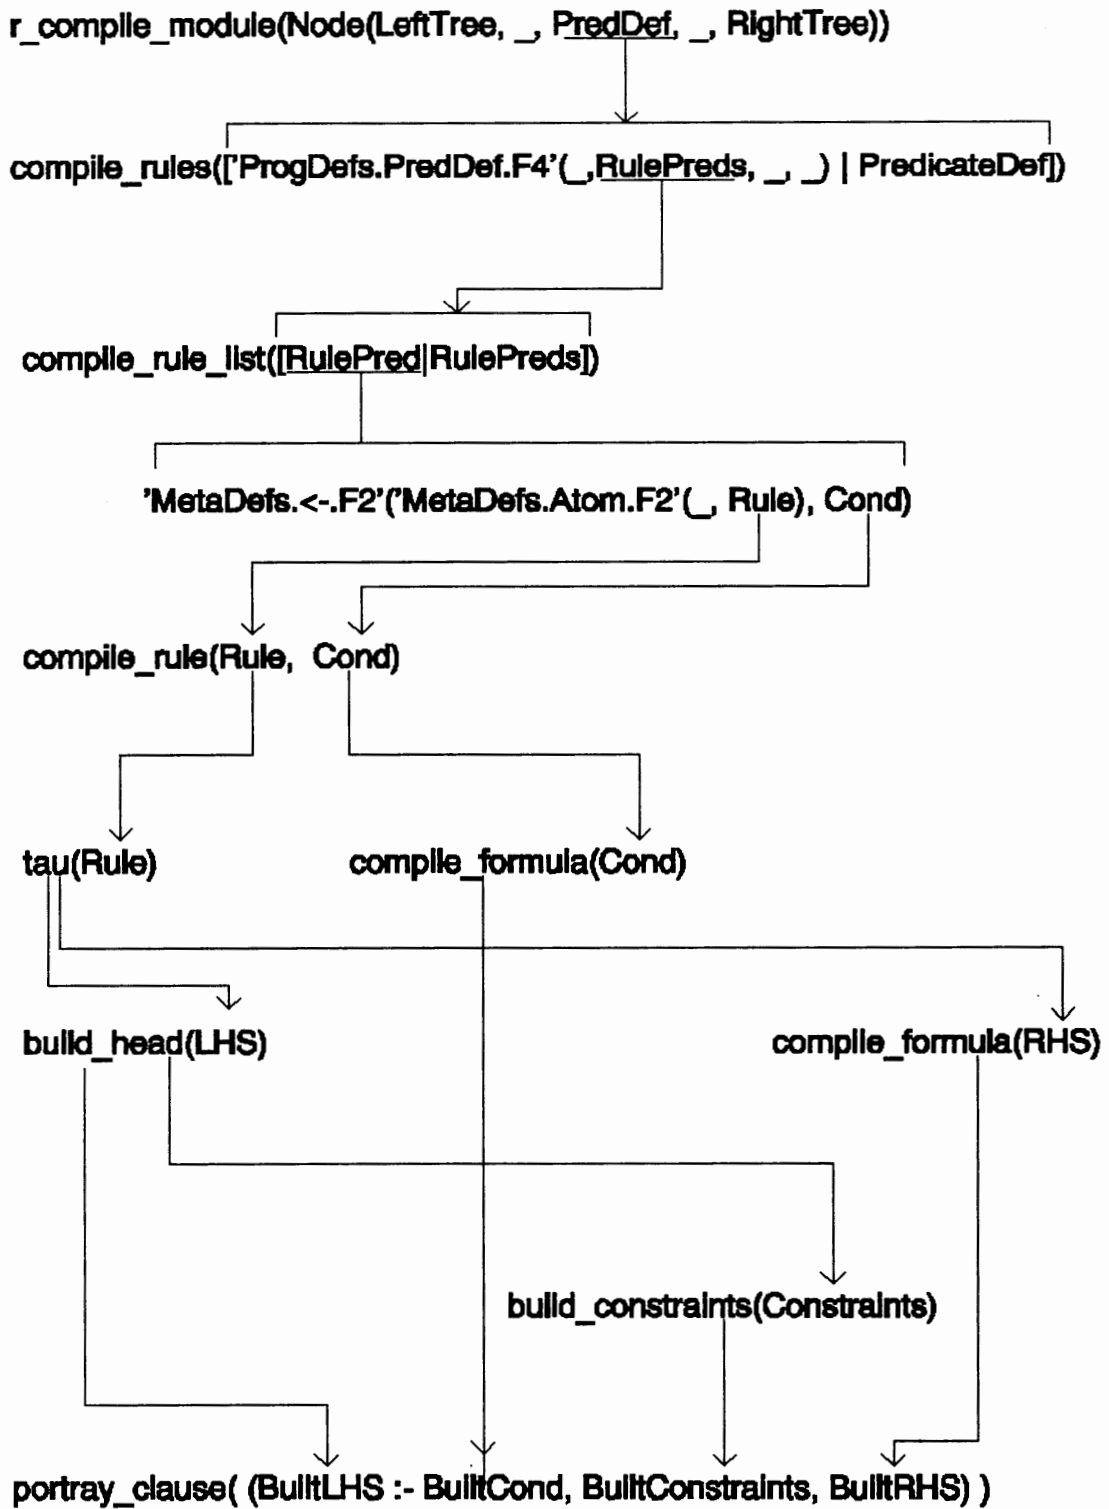 r_compile_module(Node(LeftTree, _, PredDef, _, RightTree))
compile_rules(['ProgDefs.PredDef.F4'(_,RulePreds, _, _) | PredicateDef])
compile_rule_list([RulePred|RulePreds])
'MetaDefs.<-.F2'('MetaDefs.Atom.F2'(_, Rule), Cond)
compile_rule(Rule, Cond)
tau(Rule) compile_formula(Cond)
build_head(LHS) compile_formula(RHS)
build_constraints(Constraints)
portray_clause( (BuiltLHS :- BuiltCond, BuiltConstraints, BuiltRHS) )